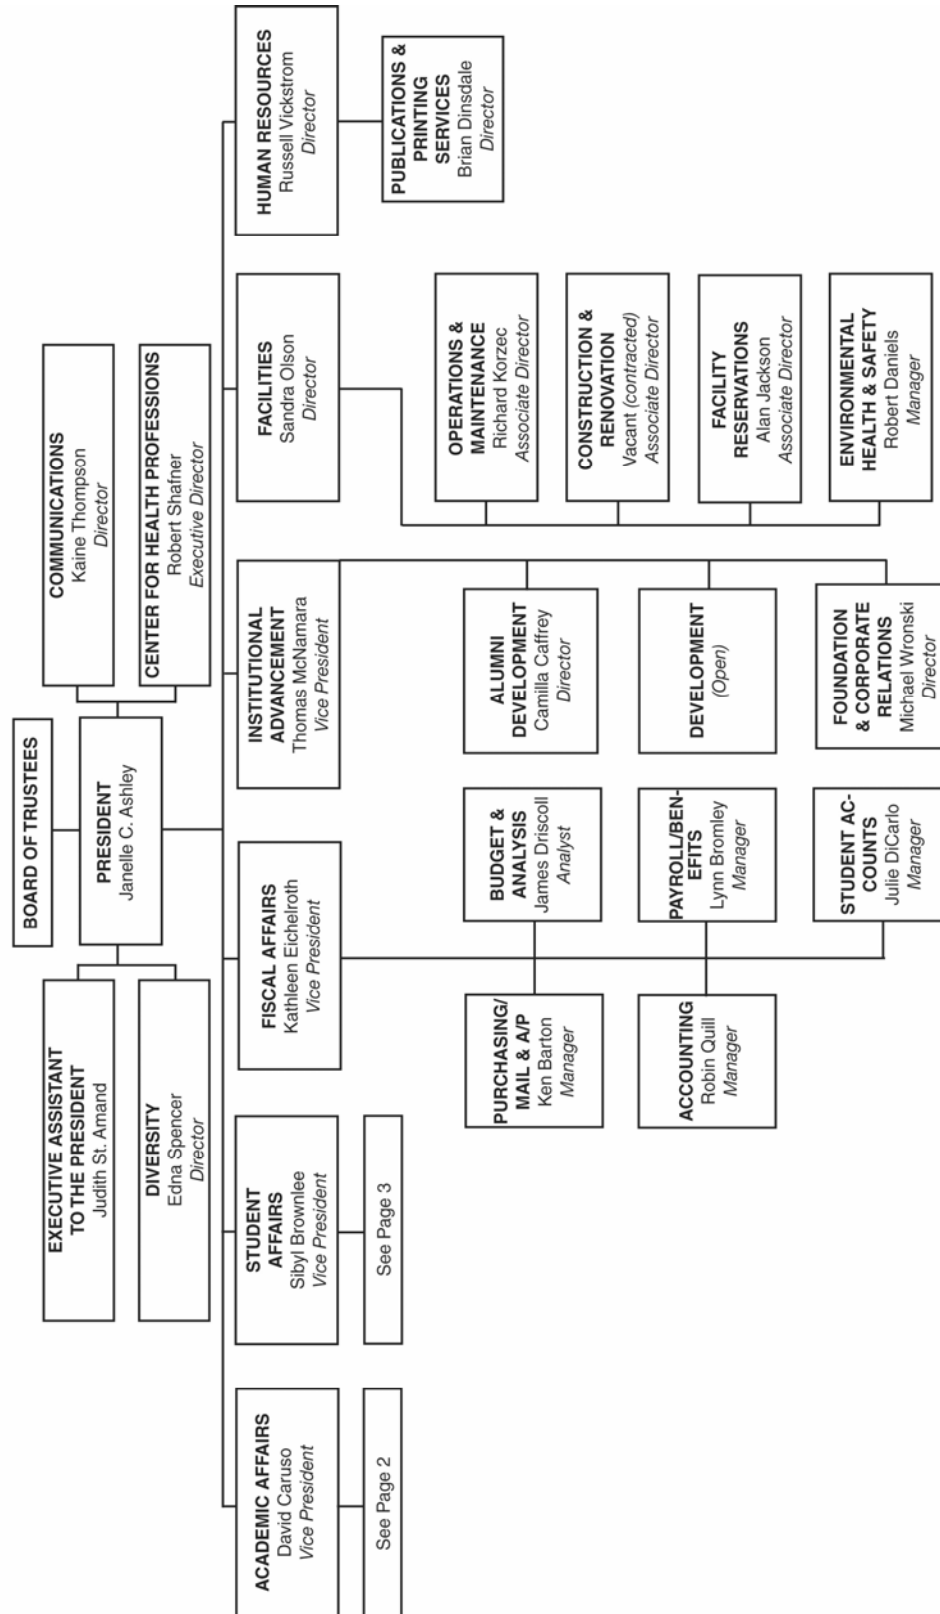 BOARD OF TRUSTEES
PRESIDENT
Janelle C. Ashley
EXECUTIVE ASSISTANT
TO THE PRESIDENT
Judith St. Amand
DIVERSITY
Edna Spencer
Director
COMMUNICATIONS
Kaine Thompson
Director
CENTER FOR HEALTH PROFESSIONS
Robert Shafner
Executive Director
ACADEMIC AFFAIRS
David Caruso
Vice President
See Page 2
STUDENT
AFFAIRS
Sibyl Brownlee
Vice President
See Page 3
FISCAL AFFAIRS
Kathleen Eichelroth
Vice President
PURCHASING/
MAIL & A/P
Ken Barton
Manager
BUDGET &
ANALYSIS
James Driscoll
Analyst
ACCOUNTING
Robin Quill
Manager
PAYROLL/BEN-
EFITS
Lynn Bromley
Manager
STUDENT AC-
COUNTS
Julie DiCarlo
Manager
INSTITUTIONAL
ADVANCEMENT
Thomas McNamara
Vice President
ALUMNI
DEVELOPMENT
Camilla Caffrey
Director
DEVELOPMENT
(Open)
FOUNDATION
& CORPORATE
RELATIONS
Michael Wronski
Director
FACILITIES
Sandra Olson
Director
OPERATIONS &
MAINTENANCE
Richard Korzec
Associate Director
CONSTRUCTION &
RENOVATION
Vacant (contracted)
Associate Director
FACILITY
RESERVATIONS
Alan Jackson
Associate Director
ENVIRONMENTAL
HEALTH & SAFETY
Robert Daniels
Manager
HUMAN RESOURCES
Russell Vickstrom
Director
PUBLICATIONS &
PRINTING
SERVICES
Brian Dinsdale
Director